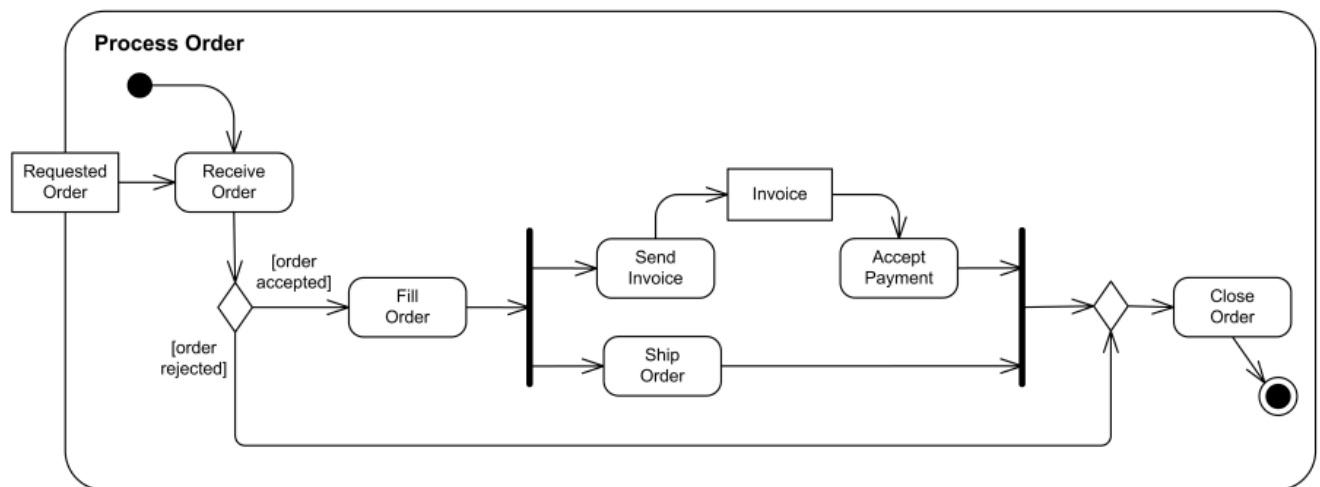 Process Order
Requested
Order
Receive
Order
[order
accepted]
[order
rejected]
Fill
Order
Send
Invoice
Invoice
Accept
Payment
Ship
Order
Close
Order